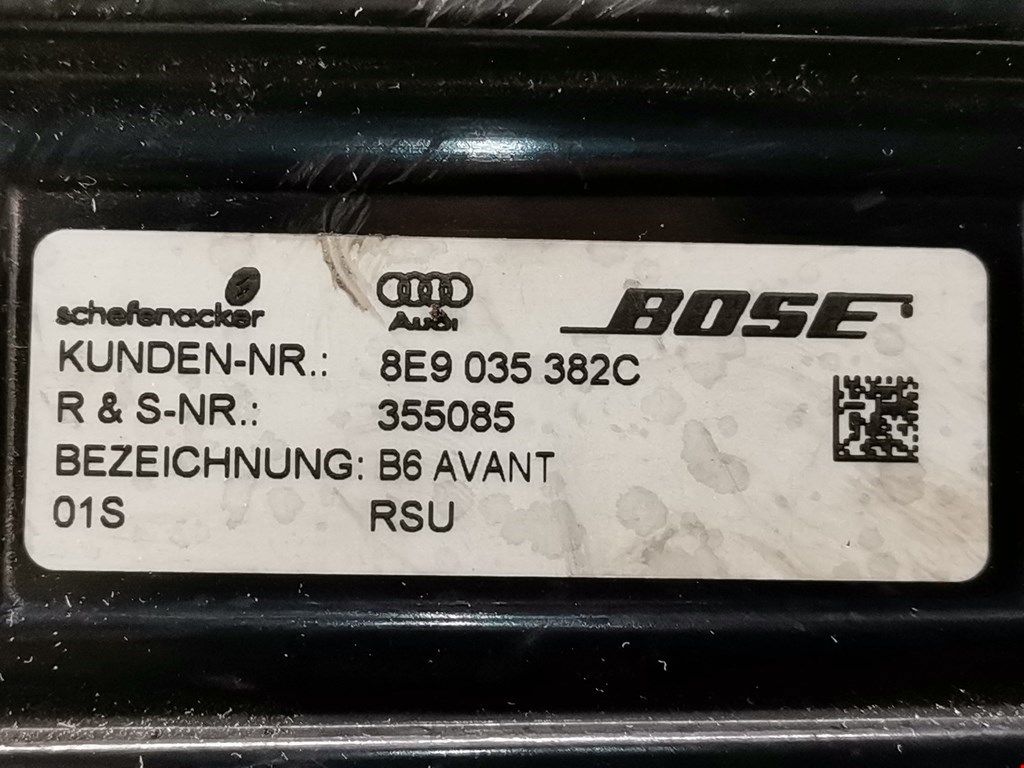 schefenacker Audi BOSE
KUNDEN-NR.: 8E9 035 382C
R & S-NR.: 355085
BEZEICHNUNG: B6 AVANT
01S RSU